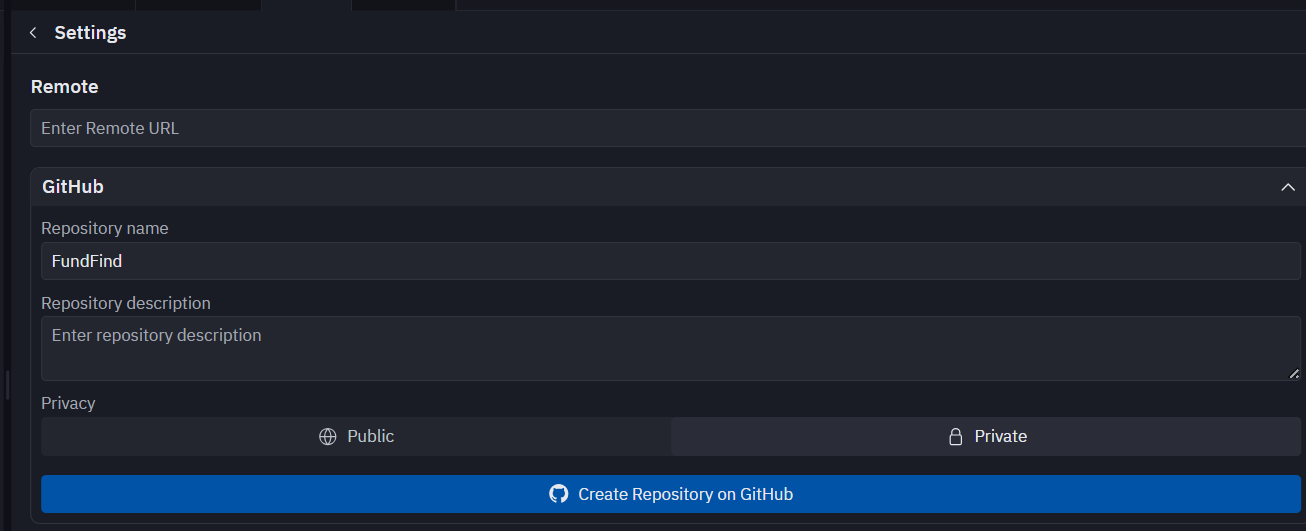 Settings
Remote
Enter Remote URL
GitHub
Repository name
FundFind
Repository description
Enter repository description
Privacy
Public
Private
Create Repository on GitHub